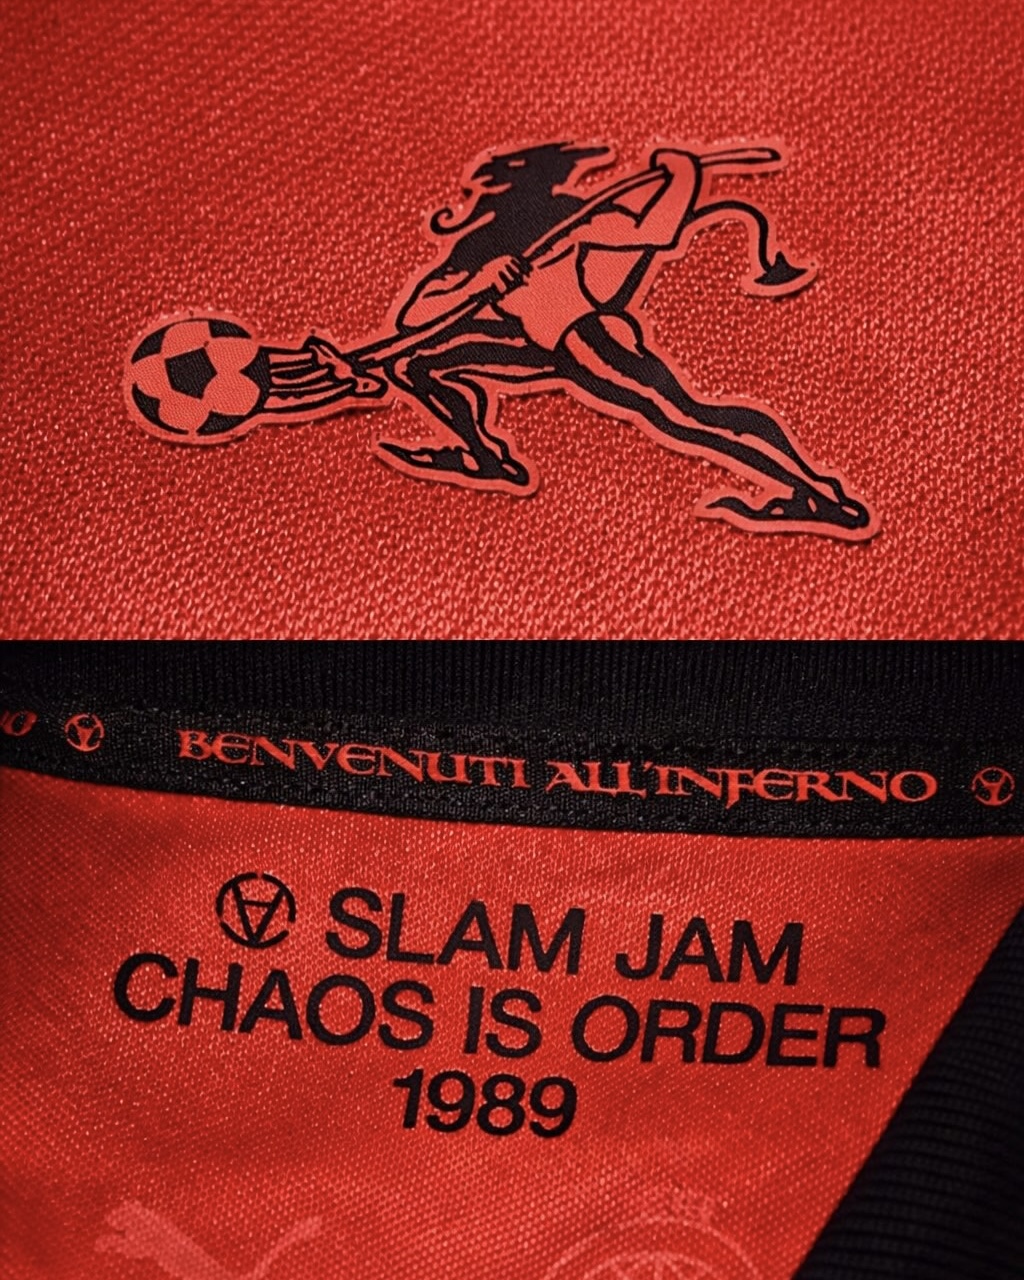 BENVENUTI ALL'INFERNO
SLAM JAM
CHAOS IS ORDER
1989